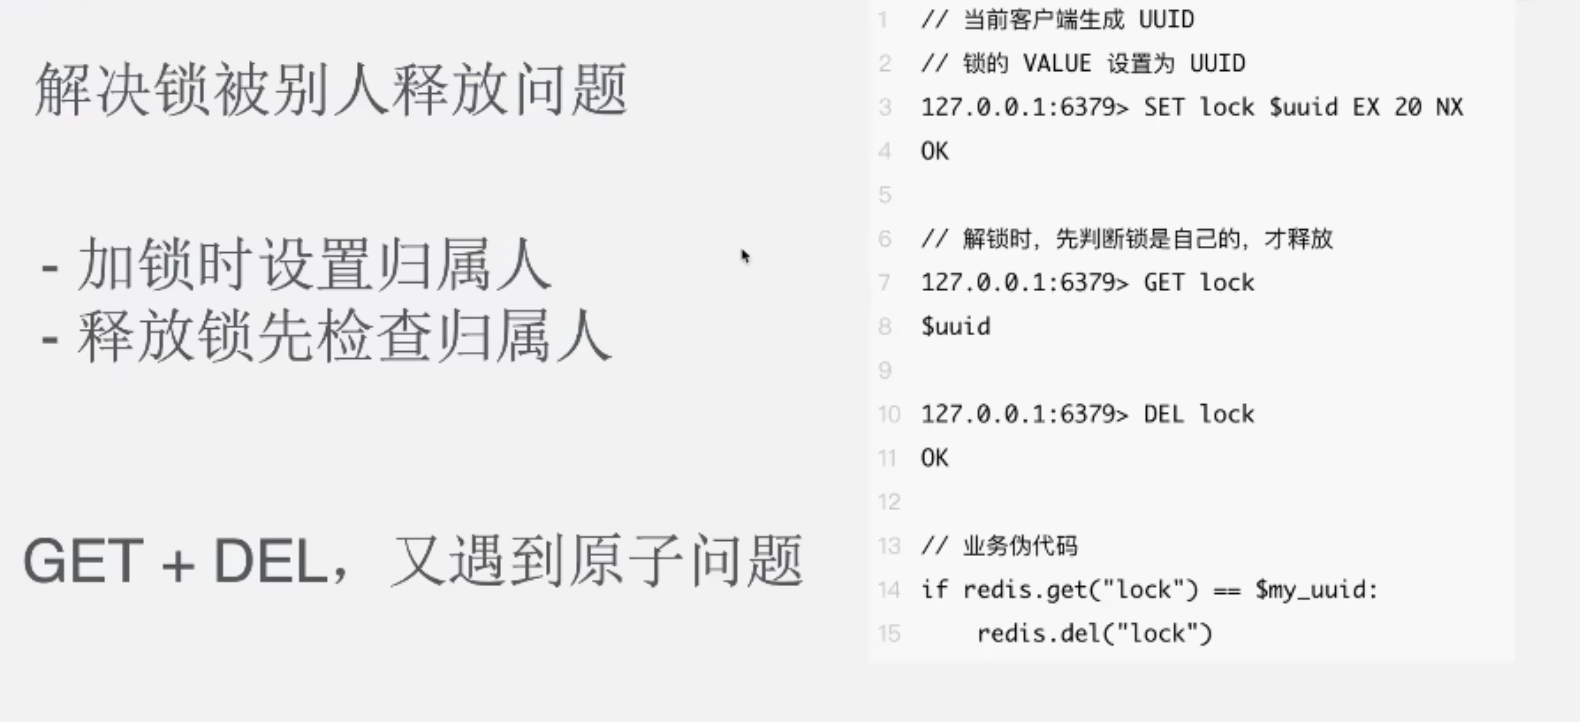 解决锁被别人释放问题
- 加锁时设置归属人
- 释放锁先检查归属人
GET + DEL，又遇到原子问题
1 // 当前客户端生成 UUID
2 // 锁的 VALUE 设置为 UUID
3 127.0.0.1:6379> SET lock $uuid EX 20 NX
4 OK
5
6 // 解锁时，先判断锁是自己的，才释放
7 127.0.0.1:6379> GET lock
8 $uuid
9
10 127.0.0.1:6379> DEL lock
11 OK
12
13 // 业务伪代码
14 if redis.get("lock") == $my_uuid:
15     redis.del("lock")